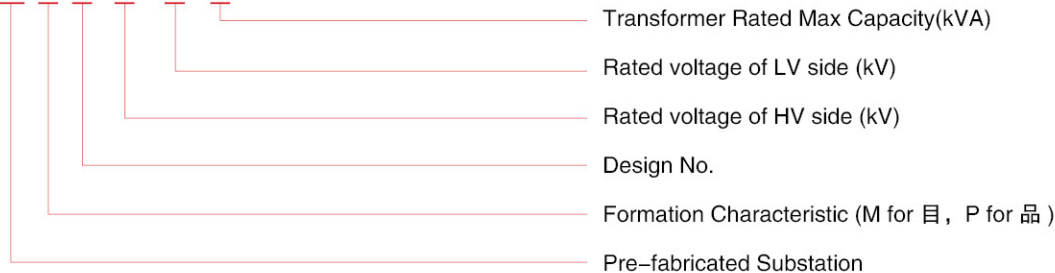 Transformer Rated Max Capacity(kVA)
Rated voltage of LV side (kV)
Rated voltage of HV side (kV)
Design No.
Formation Characteristic (M for 目，P for 品 )
Pre-fabricated Substation